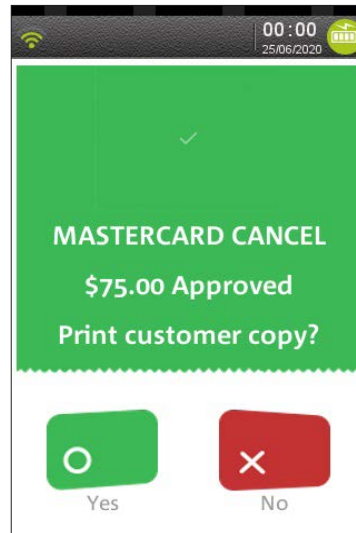 00:00
25/06/2020
MASTERCARD CANCEL
$75.00 Approved
Print customer copy?
Yes
No